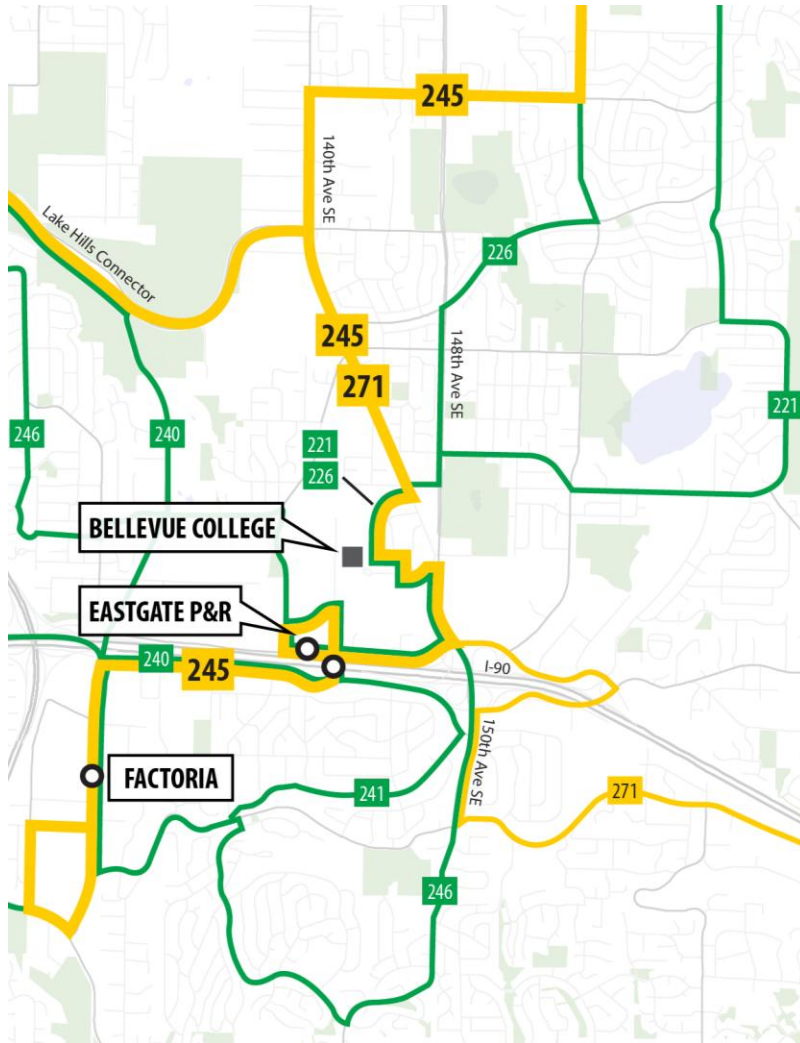 245
140th Ave SE
Lake Hills Connector
226
245
148th Ave SE
271
221
246
240
221
226
BELLEVUE COLLEGE
EASTGATE P&R
240
245
I-90
150th Ave SE
FACTORIA
241
271
246